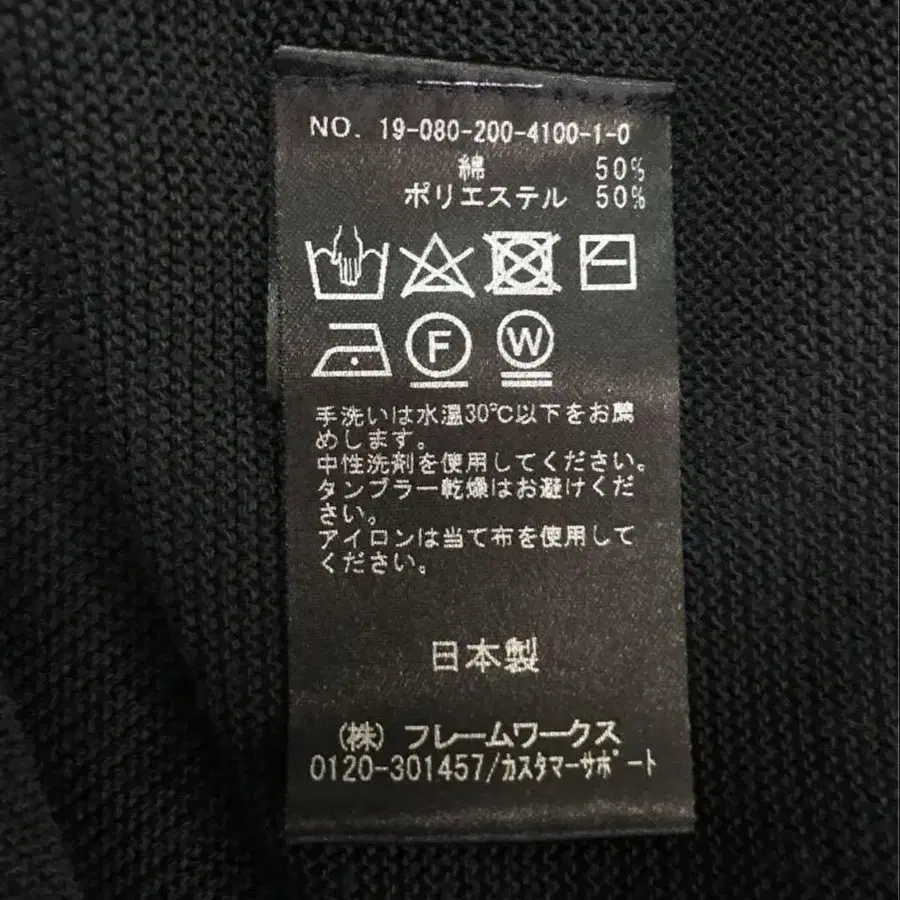 NO. 19-080-200-4100-1-0
綿 50%
ポリエステル 50%
F W
手洗いは水温30℃以下をお薦
めします。
中性洗剤を使用してください。
タンブラー乾燥はお避けくだ
さい。
アイロンは当て布を使用して
ください。
日本製
(株) フレームワークス
0120-301457/カスタマーサポート